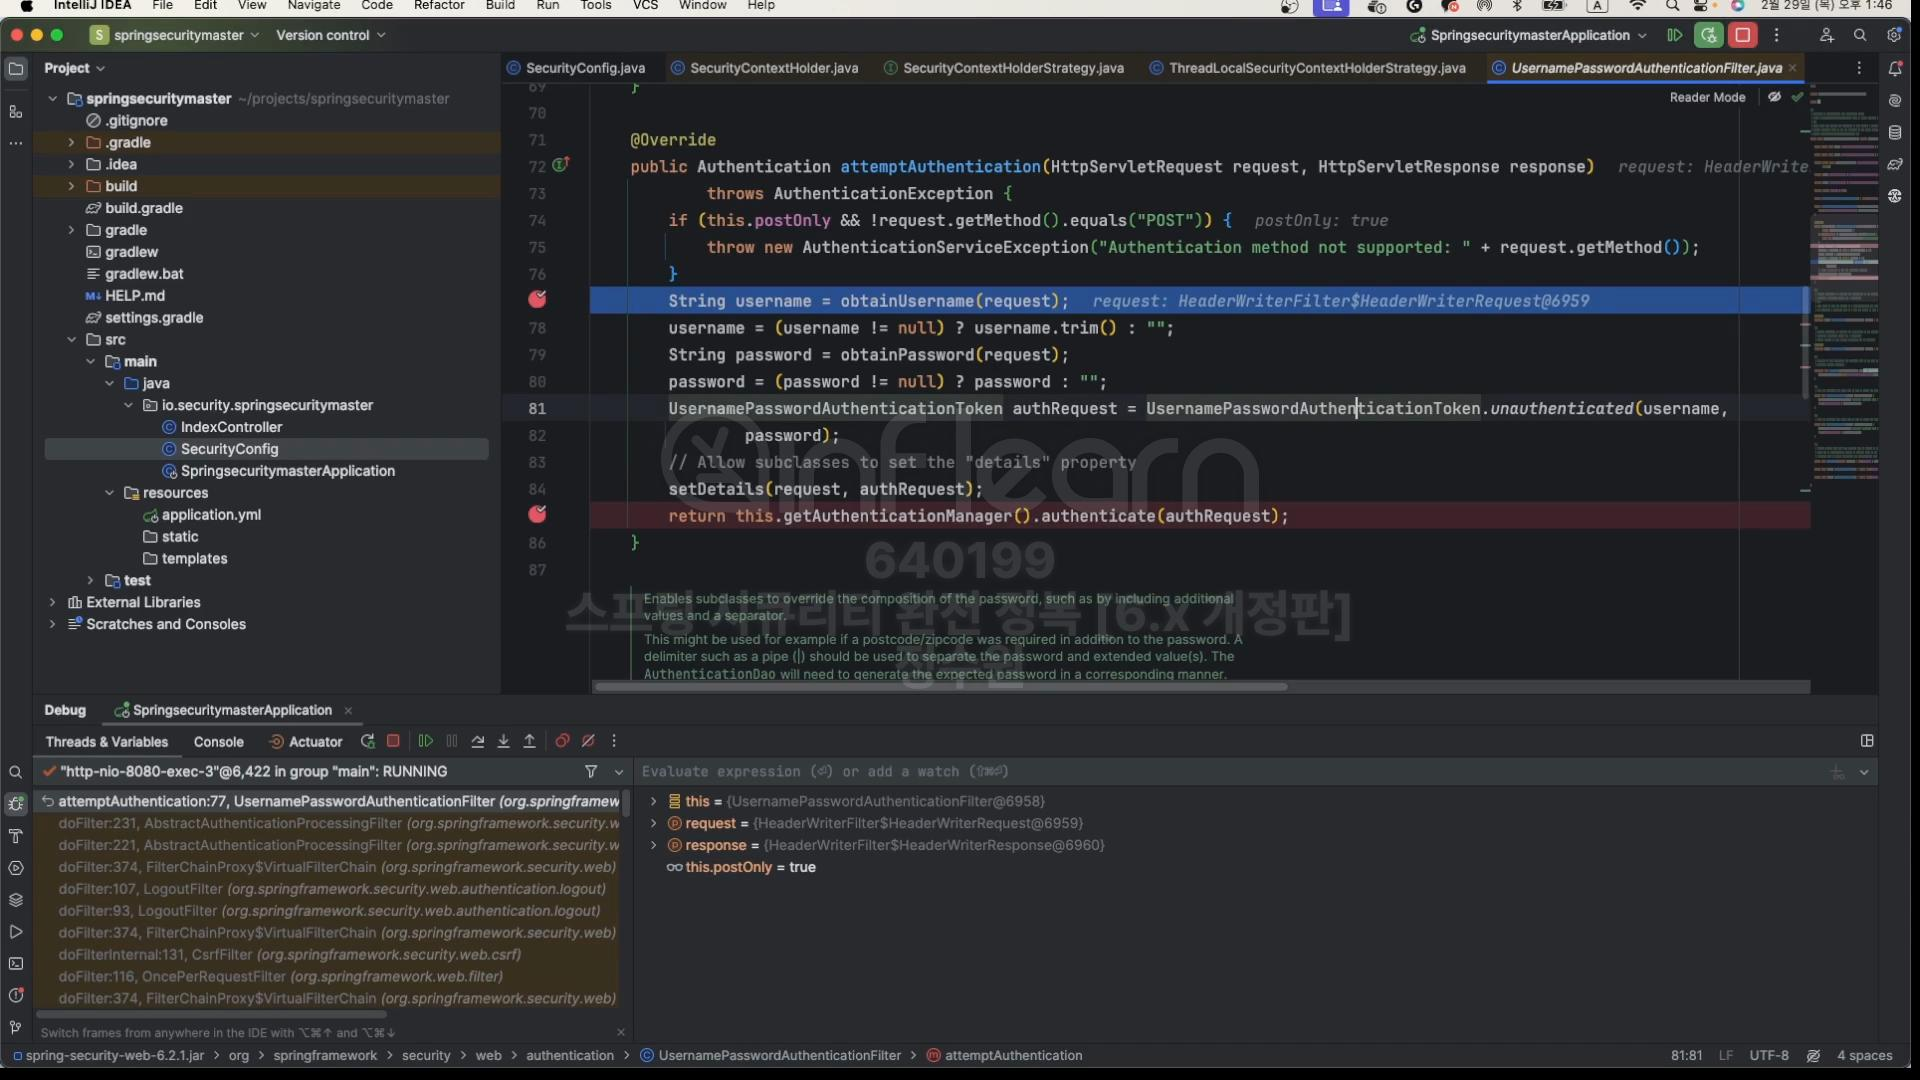 IntelliJ IDEA File Edit View Navigate Code Refactor Build Run Tools VCS Window Help A 2월 29일 (목) 오후 1:46
S springsecuritymaster Version control SpringsecuritymasterApplication
Project
SecurityConfig.java SecurityContextHolder.java SecurityContextHolderStrategy.java ThreadLocalSecurityContextHolderStrategy.java UsernamePasswordAuthenticationFilter.java
Reader Mode
springsecuritymaster ~/projects/springsecuritymaster
.gitignore
.gradle
.idea
build
build.gradle
gradle
gradlew
gradlew.bat
HELP.md
settings.gradle
src
main
java
io.security.springsecuritymaster
IndexController
SecurityConfig
SpringsecuritymasterApplication
resources
application.yml
static
templates
test
External Libraries
Scratches and Consoles
69 }
70
71 @Override
72 public Authentication attemptAuthentication(HttpServletRequest request, HttpServletResponse response) request: HeaderWrite
73 throws AuthenticationException {
74 if (this.postOnly && !request.getMethod().equals("POST")) { postOnly: true
75 throw new AuthenticationServiceException("Authentication method not supported: " + request.getMethod());
76 }
String username = obtainUsername(request); request: HeaderWriterFilter$HeaderWriterRequest@6959
78 username = (username != null) ? username.trim() : "";
79 String password = obtainPassword(request);
80 password = (password != null) ? password : "";
81 UsernamePasswordAuthenticationToken authRequest = UsernamePasswordAuthenticationToken.unauthenticated(username,
82 password);
83 // Allow subclasses to set the "details" property
84 setDetails(request, authRequest);
return this.getAuthenticationManager().authenticate(authRequest);
86 }
87
Enables subclasses to override the composition of the password, such as by including additional
values and a separator.
This might be used for example if a postcode/zipcode was required in addition to the password. A
delimiter such as a pipe (|) should be used to separate the password and extended value(s). The
AuthenticationDao will need to generate the expected password in a corresponding manner.
inflearn
640199
스프링 시큐리티 완전 정복 [6.x 개정판]
정수원
Debug SpringsecuritymasterApplication
Threads & Variables Console Actuator
"http-nio-8080-exec-3"@6,422 in group "main": RUNNING
attemptAuthentication:77, UsernamePasswordAuthenticationFilter (org.springframew
doFilter:231, AbstractAuthenticationProcessingFilter (org.springframework.security.w
doFilter:221, AbstractAuthenticationProcessingFilter (org.springframework.security.w
doFilter:374, FilterChainProxy$VirtualFilterChain (org.springframework.security.web)
doFilter:107, LogoutFilter (org.springframework.security.web.authentication.logout)
doFilter:93, LogoutFilter (org.springframework.security.web.authentication.logout)
doFilter:374, FilterChainProxy$VirtualFilterChain (org.springframework.security.web)
doFilterInternal:131, CsrfFilter (org.springframework.security.web.csrf)
doFilter:116, OncePerRequestFilter (org.springframework.web.filter)
doFilter:374, FilterChainProxy$VirtualFilterChain (org.springframework.security.web)
Switch frames from anywhere in the IDE with ⌥⌘↑ and ⌥⌘↓
Evaluate expression (⏎) or add a watch (⇧⌘⏎)
this = {UsernamePasswordAuthenticationFilter@6958}
request = {HeaderWriterFilter$HeaderWriterRequest@6959}
response = {HeaderWriterFilter$HeaderWriterResponse@6960}
this.postOnly = true
spring-security-web-6.2.1.jar > org > springframework > security > web > authentication > UsernamePasswordAuthenticationFilter > attemptAuthentication 81:81 LF UTF-8 4 spaces